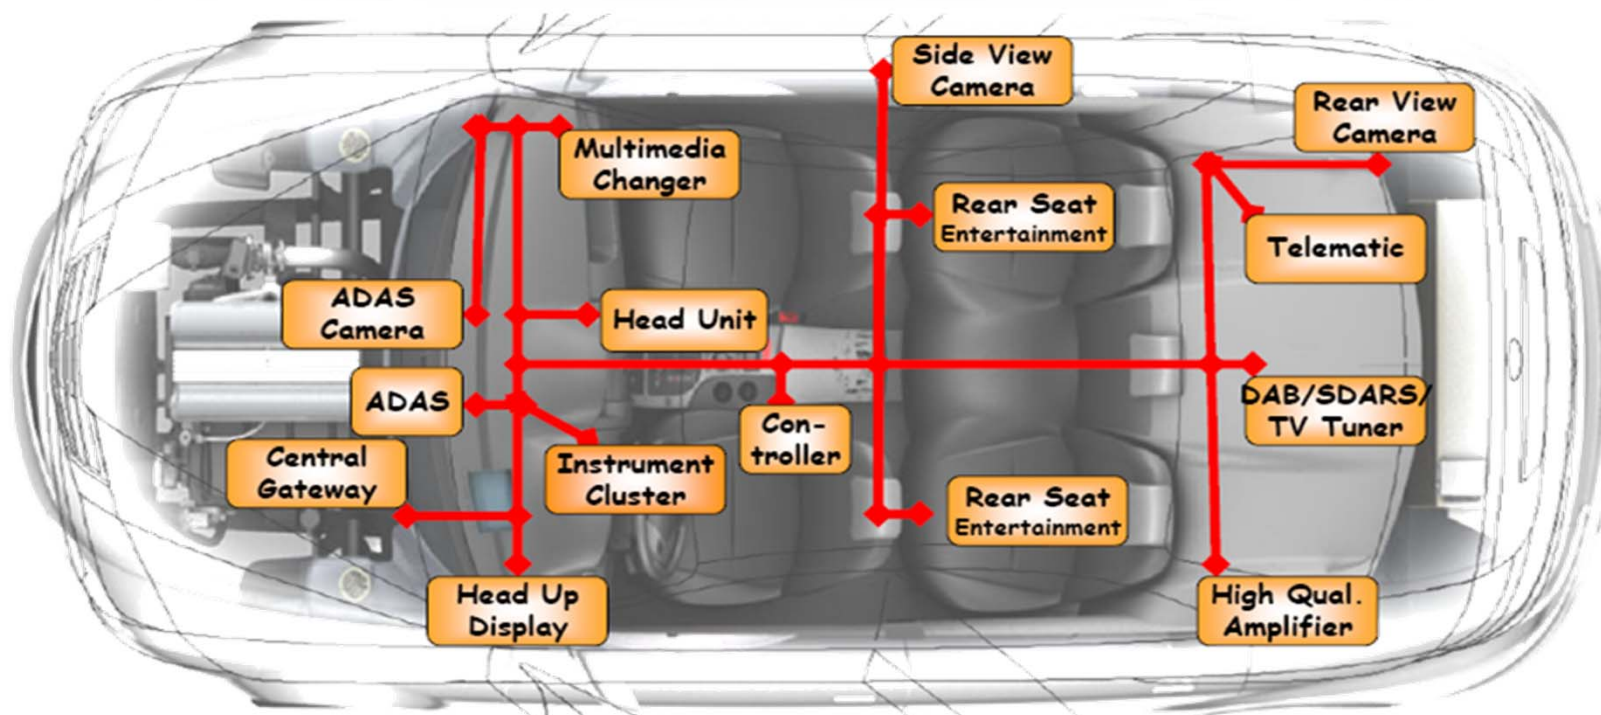 Side View
Camera
Rear View
Camera
Multimedia
Changer
Rear Seat
Entertainment
Telematic
ADAS
Camera
Head Unit
ADAS
DAB/SDARS/
TV Tuner
Con-
troller
Central
Gateway
Instrument
Cluster
Rear Seat
Entertainment
Head Up
Display
High Qual.
Amplifier